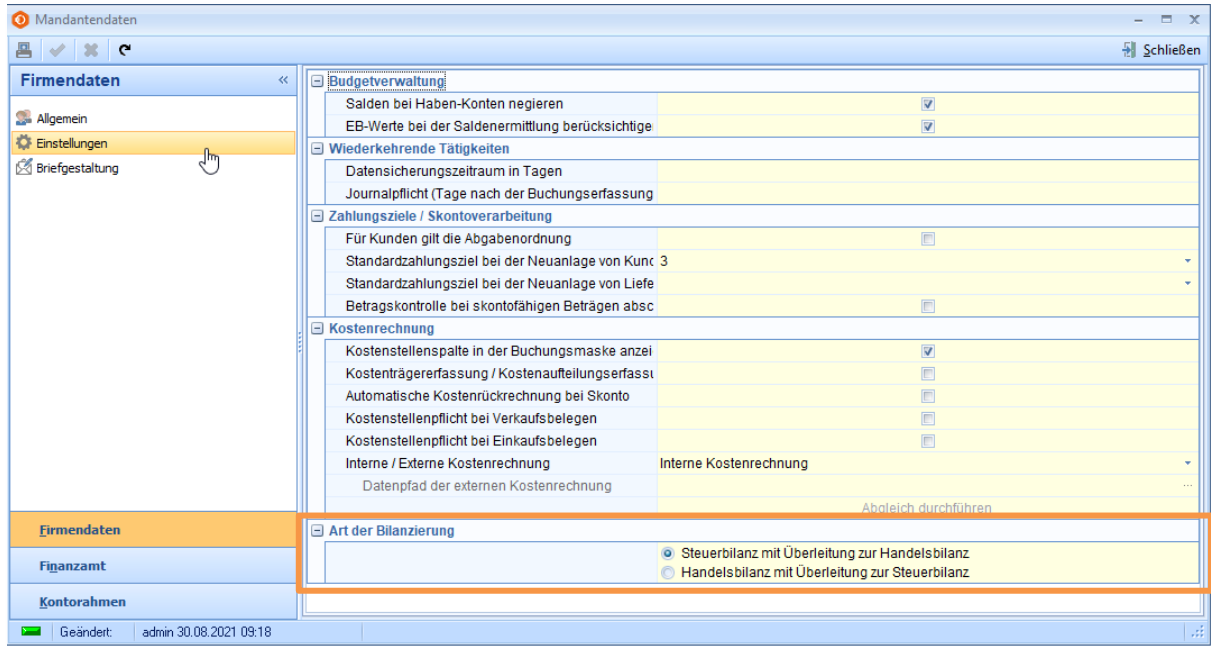 Mandantendaten
Schließen
Firmendaten «
Allgemein
Einstellungen
Briefgestaltung
Budgetverwaltung
Salden bei Haben-Konten negieren
EB-Werte bei der Saldenermittlung berücksichtige
Wiederkehrende Tätigkeiten
Datensicherungszeitraum in Tagen
Journalpflicht (Tage nach der Buchungserfassung
Zahlungsziele / Skontoverarbeitung
Für Kunden gilt die Abgabenordnung
Standardzahlungsziel bei der Neuanlage von Kunc 3
Standardzahlungsziel bei der Neuanlage von Liefe
Betragskontrolle bei skontofähigen Beträgen absc
Kostenrechnung
Kostenstellenspalte in der Buchungsmaske anzei
Kostenträgererfassung / Kostenaufteilungserfassu
Automatische Kostenrückrechnung bei Skonto
Kostenstellenpflicht bei Verkaufsbelegen
Kostenstellenpflicht bei Einkaufsbelegen
Interne / Externe Kostenrechnung Interne Kostenrechnung
Datenpfad der externen Kostenrechnung ...
Abgleich durchführen
Art der Bilanzierung
Steuerbilanz mit Überleitung zur Handelsbilanz
Handelsbilanz mit Überleitung zur Steuerbilanz
Firmendaten
Finanzamt
Kontorahmen
Geändert: admin 30.08.2021 09:18